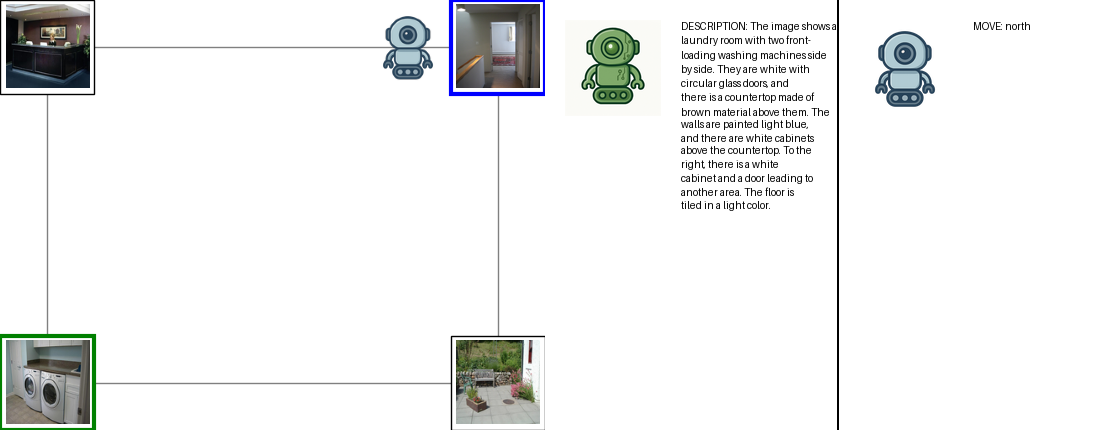 DESCRIPTION: The image shows a
laundry room with two front-
loading washing machines side
by side. They are white with
circular glass doors, and
there is a countertop made of
brown material above them. The
walls are painted light blue,
and there are white cabinets
above the countertop. To the
right, there is a white
cabinet and a door leading to
another area. The floor is
tiled in a light color.
MOVE: north